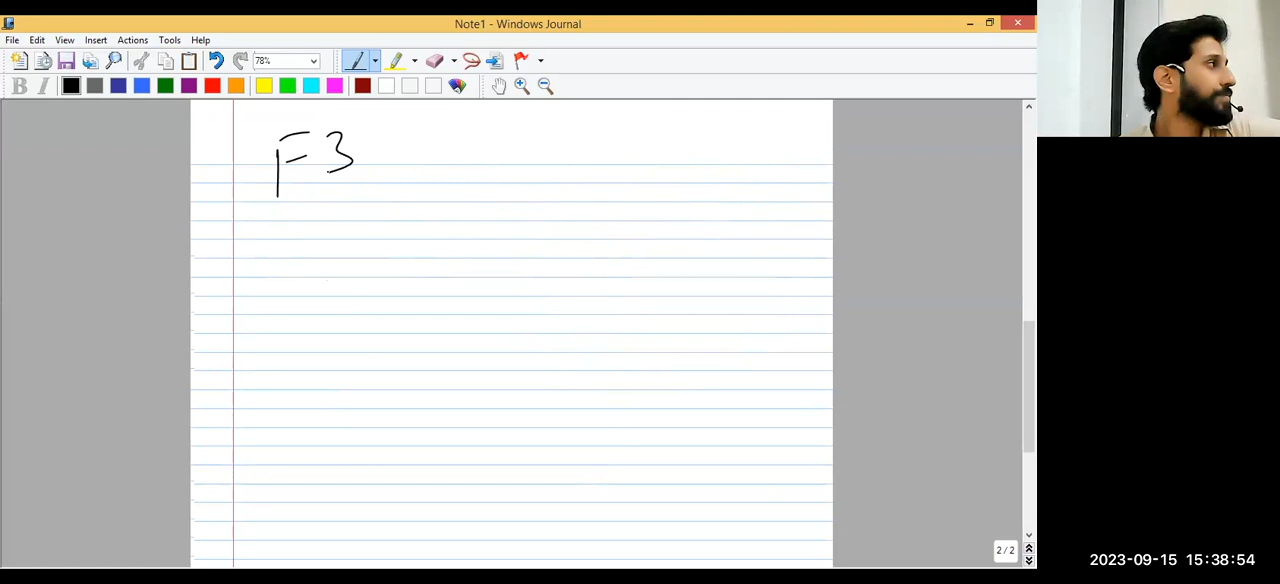 Note1 - Windows Journal
File Edit View Insert Actions Tools Help
78%
B I
F3
2 / 2
2023-09-15 15:38:54